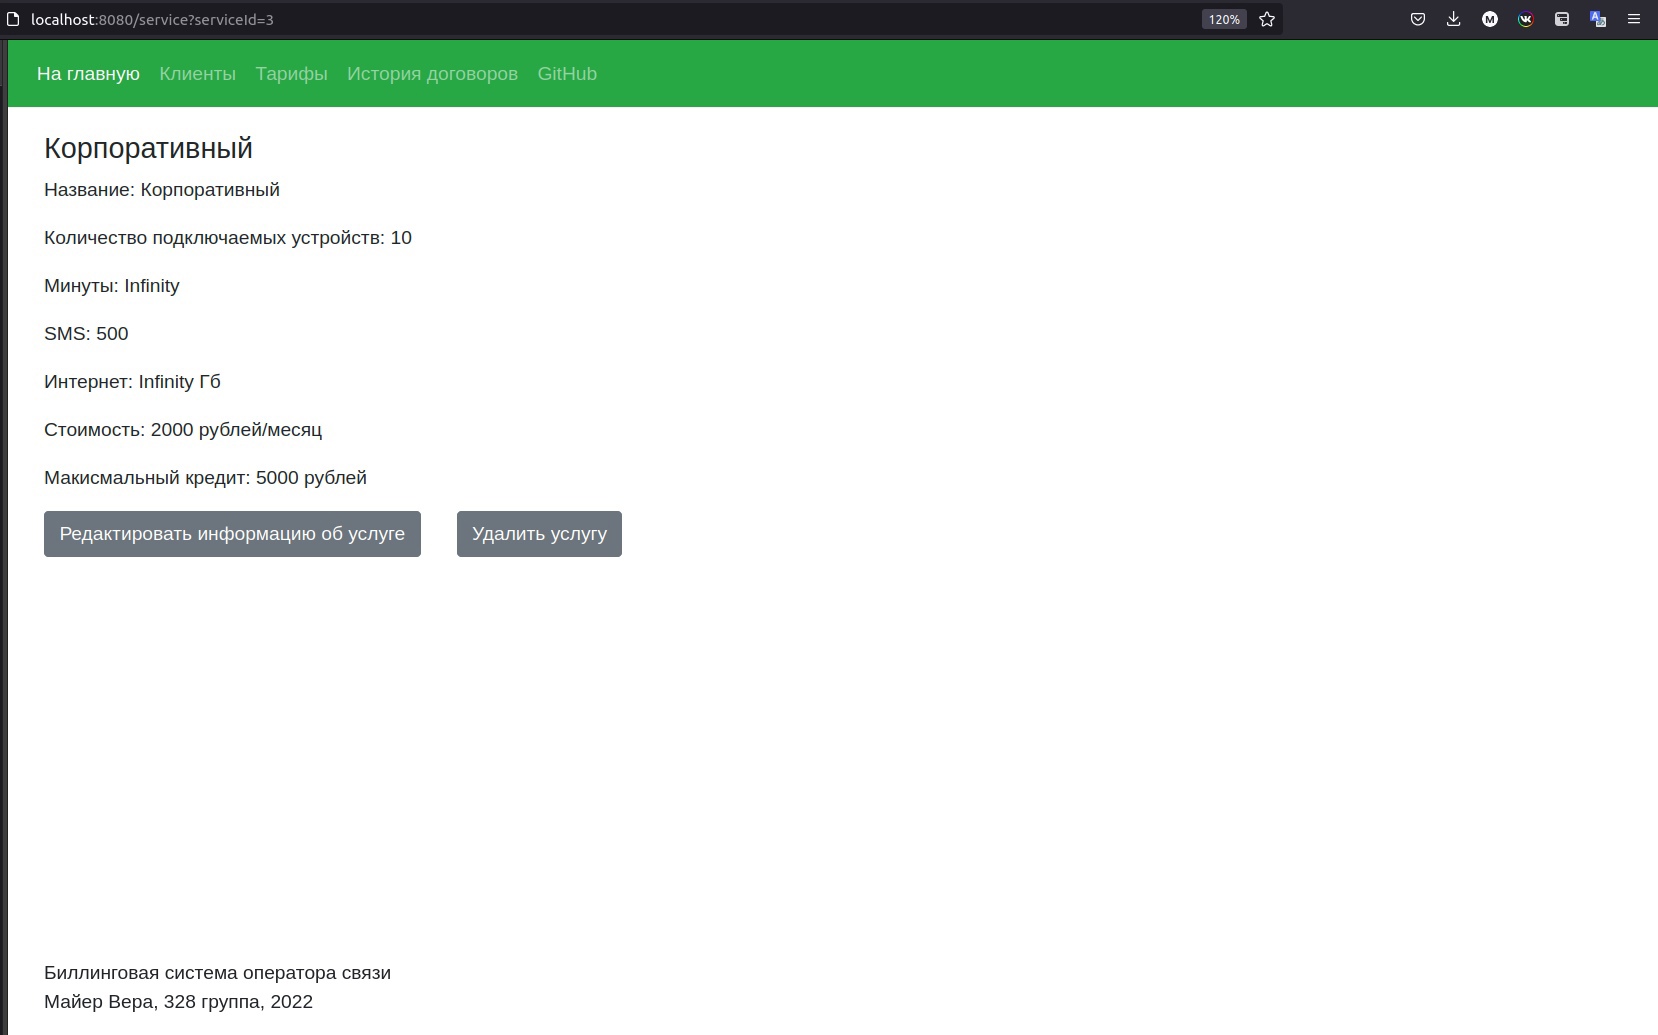 localhost:8080/service?serviceId=3 120%
На главную Клиенты Тарифы История договоров GitHub
Корпоративный
Название: Корпоративный
Количество подключаемых устройств: 10
Минуты: Infinity
SMS: 500
Интернет: Infinity Гб
Стоимость: 2000 рублей/месяц
Макисмальный кредит: 5000 рублей
Редактировать информацию об услуге Удалить услугу
Биллинговая система оператора связи
Майер Вера, 328 группа, 2022